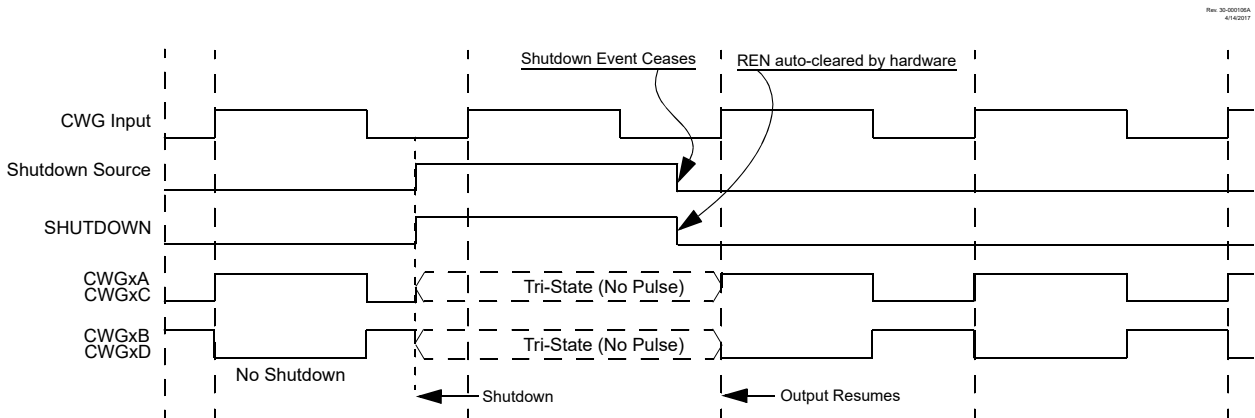 Rev. 30-000106A
4/14/2017
Shutdown Event Ceases
REN auto-cleared by hardware
CWG Input
Shutdown Source
SHUTDOWN
CWGxA
CWGxC
Tri-State (No Pulse)
CWGxB
CWGxD
Tri-State (No Pulse)
No Shutdown
Shutdown
Output Resumes